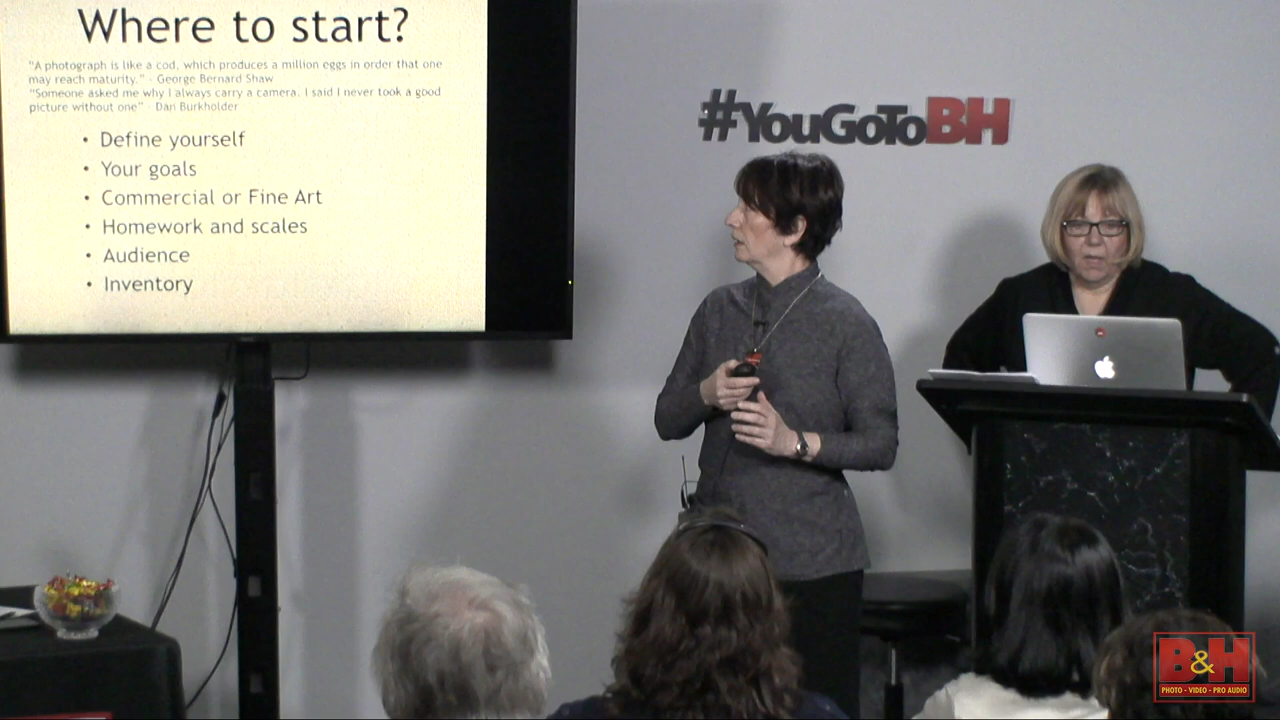 Where to start?
"A photograph is like a cod, which produces a million eggs in order that one
may reach maturity." - George Bernard Shaw
"Someone asked me why I always carry a camera. I said I never took a good
picture without one" - Dan Burkholder
• Define yourself
• Your goals
• Commercial or Fine Art
• Homework and scales
• Audience
• Inventory
#YouGoToBH
B&H
PHOTO - VIDEO - PRO AUDIO